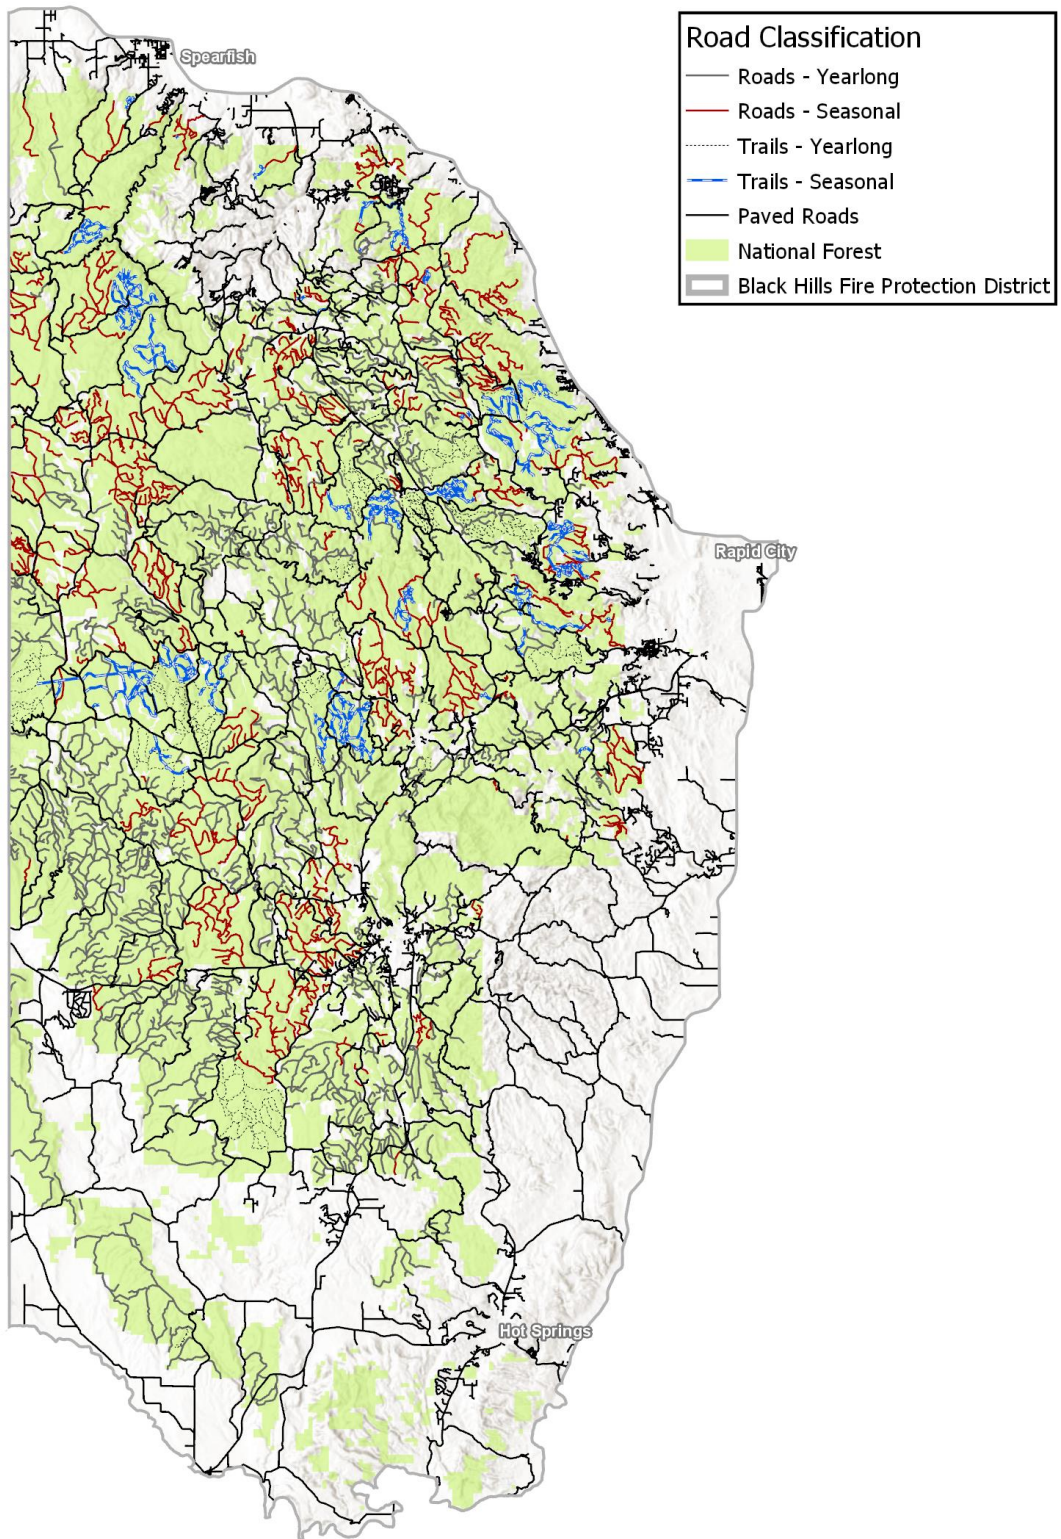 Road Classification
Roads - Yearlong
Roads - Seasonal
Trails - Yearlong
Trails - Seasonal
Paved Roads
National Forest
Black Hills Fire Protection District
Spearfish
Rapid City
Hot Springs